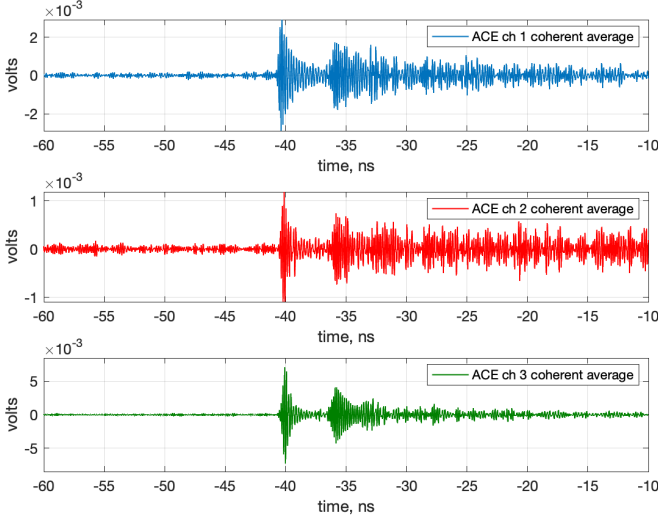 ×10-3
ACE ch 1 coherent average
volts
2
0
-2
-60 -55 -50 -45 -40 -35 -30 -25 -20 -15 -10
time, ns
×10-3
ACE ch 2 coherent average
volts
1
0
-1
-60 -55 -50 -45 -40 -35 -30 -25 -20 -15 -10
time, ns
×10-3
ACE ch 3 coherent average
volts
5
0
-5
-60 -55 -50 -45 -40 -35 -30 -25 -20 -15 -10
time, ns